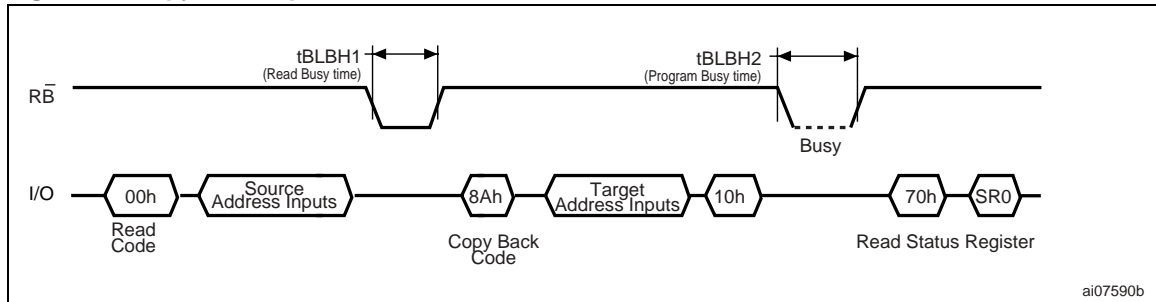 tBLBH1
(Read Busy time)
tBLBH2
(Program Busy time)
RB̄
Busy
I/O
00h
Source
Address Inputs
8Ah
Target
Address Inputs
10h
70h
SR0
Read
Code
Copy Back
Code
Read Status Register
ai07590b